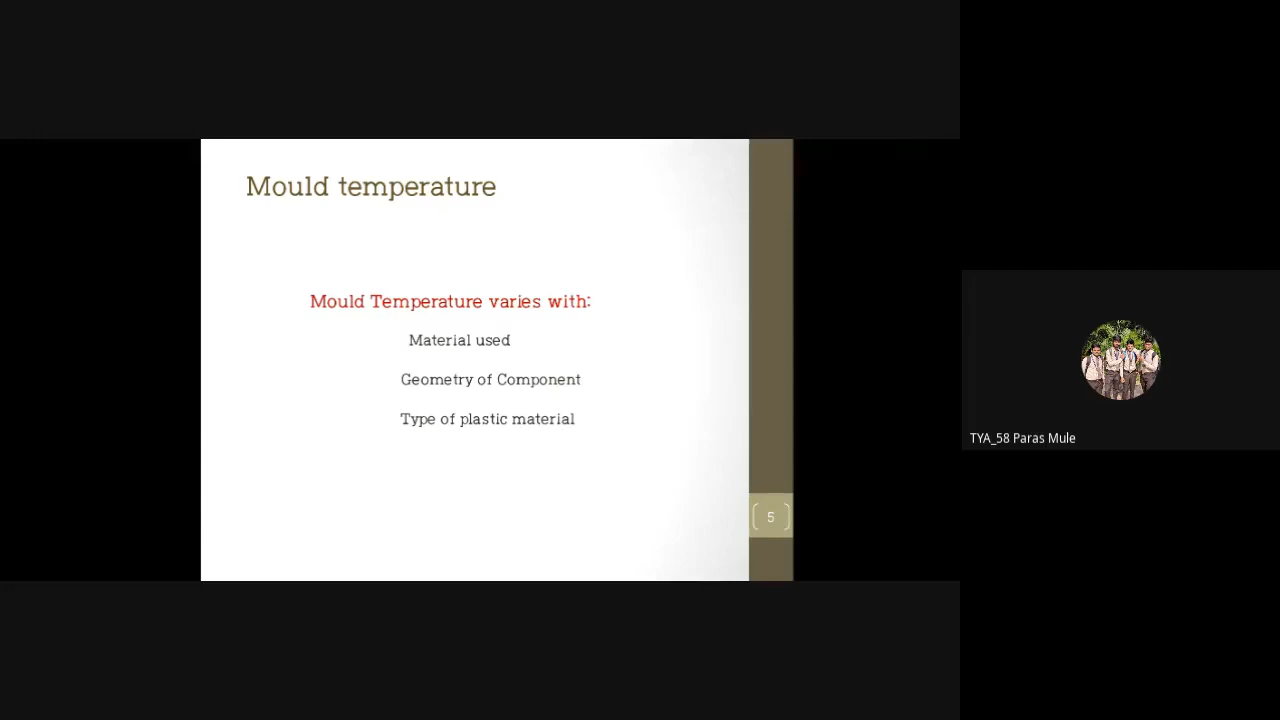 Mould temperature
Mould Temperature varies with:
Material used
Geometry of Component
Type of plastic material
5
TYA_58 Paras Mule